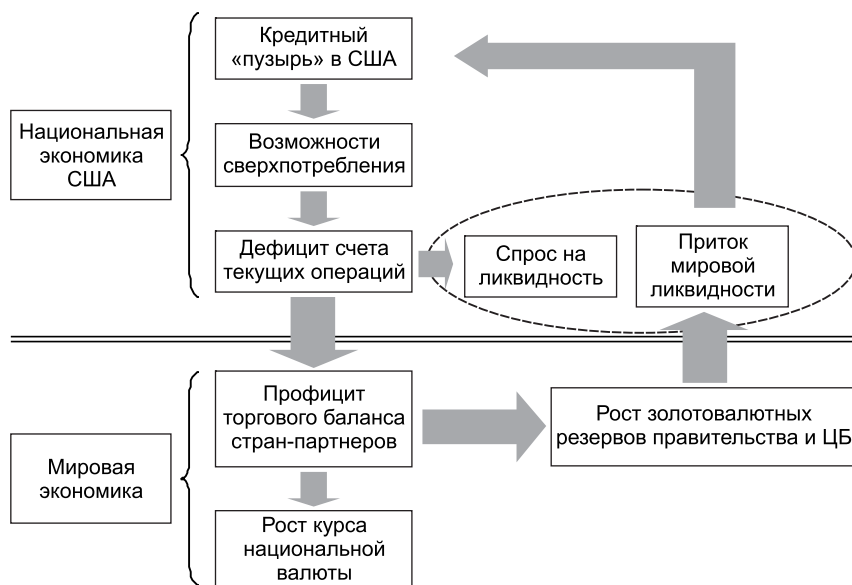 Кредитный
«пузырь» в США
Национальная
экономика
США
Возможности
сверхпотребления
Дефицит счета
текущих операций
Спрос на
ликвидность
Приток
мировой
ликвидности
Профицит
торгового баланса
стран-партнеров
Рост золотовалютных
резервов правительства и ЦБ
Мировая
экономика
Рост курса
национальной
валюты